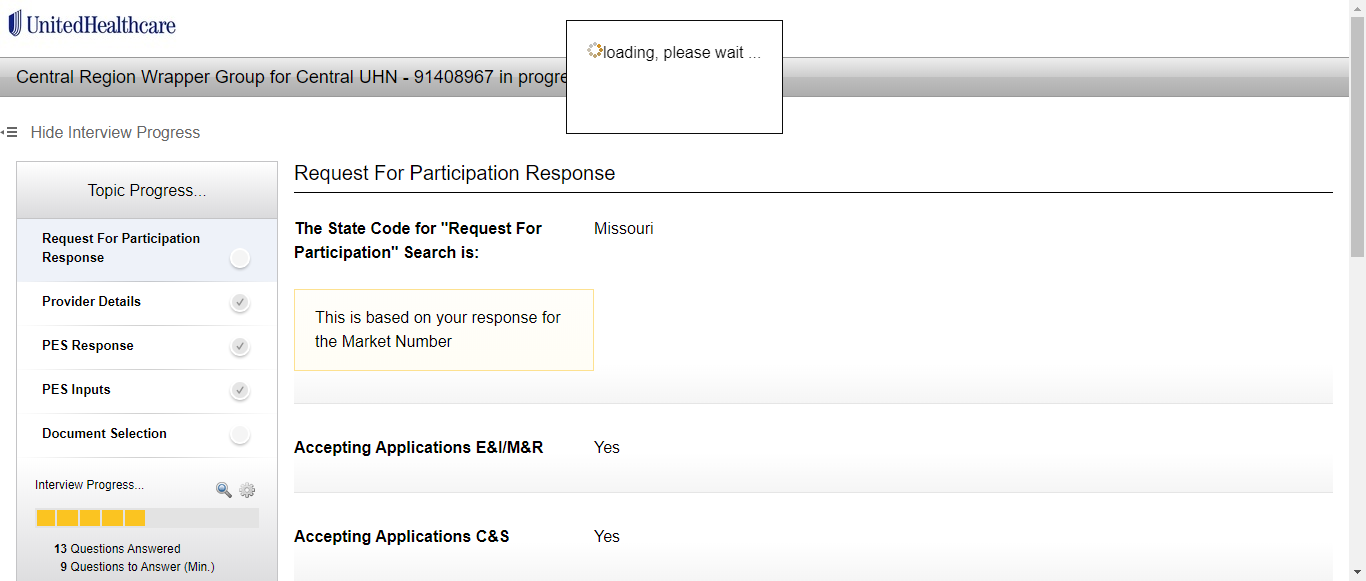 UnitedHealthcare
loading, please wait ...
Central Region Wrapper Group for Central UHN - 91408967 in progre
Hide Interview Progress
Topic Progress...
Request For Participation
Response
Provider Details
PES Response
PES Inputs
Document Selection
Interview Progress...
13 Questions Answered
9 Questions to Answer (Min.)
Request For Participation Response
The State Code for "Request For Missouri
Participation" Search is:
This is based on your response for
the Market Number
Accepting Applications E&I/M&R Yes
Accepting Applications C&S Yes